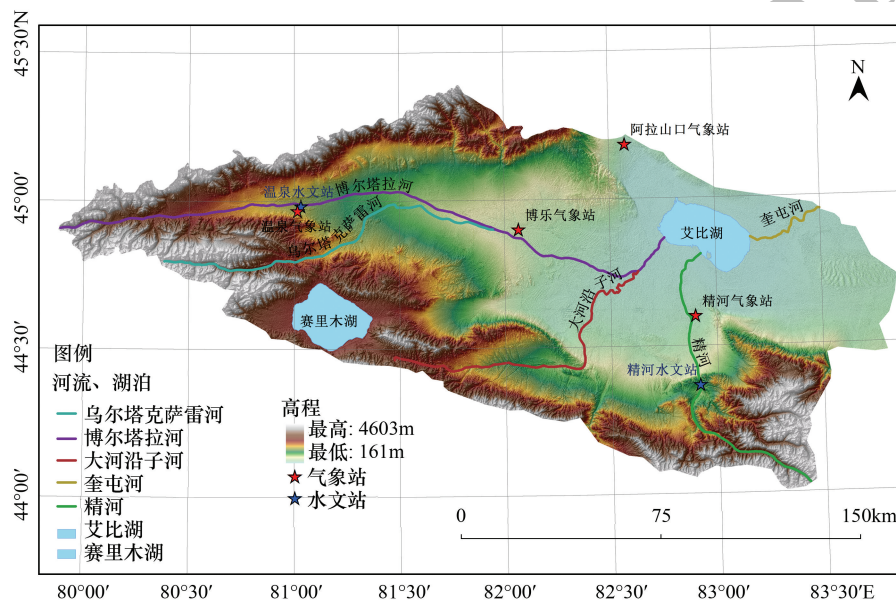 45°30′N
45°00′
44°30′
44°00′
N
阿拉山口气象站
温泉水文站
博尔塔拉河
温泉气象站
乌尔塔克萨雷河
博乐气象站
奎屯河
艾比湖
大河沿子河
赛里木湖
精河气象站
精河
精河水文站
图例
河流、湖泊
乌尔塔克萨雷河
博尔塔拉河
大河沿子河
奎屯河
精河
艾比湖
赛里木湖
高程
最高: 4603m
最低: 161m
气象站
水文站
0 75 150km
80°00′ 80°30′ 81°00′ 81°30′ 82°00′ 82°30′ 83°00′ 83°30′E